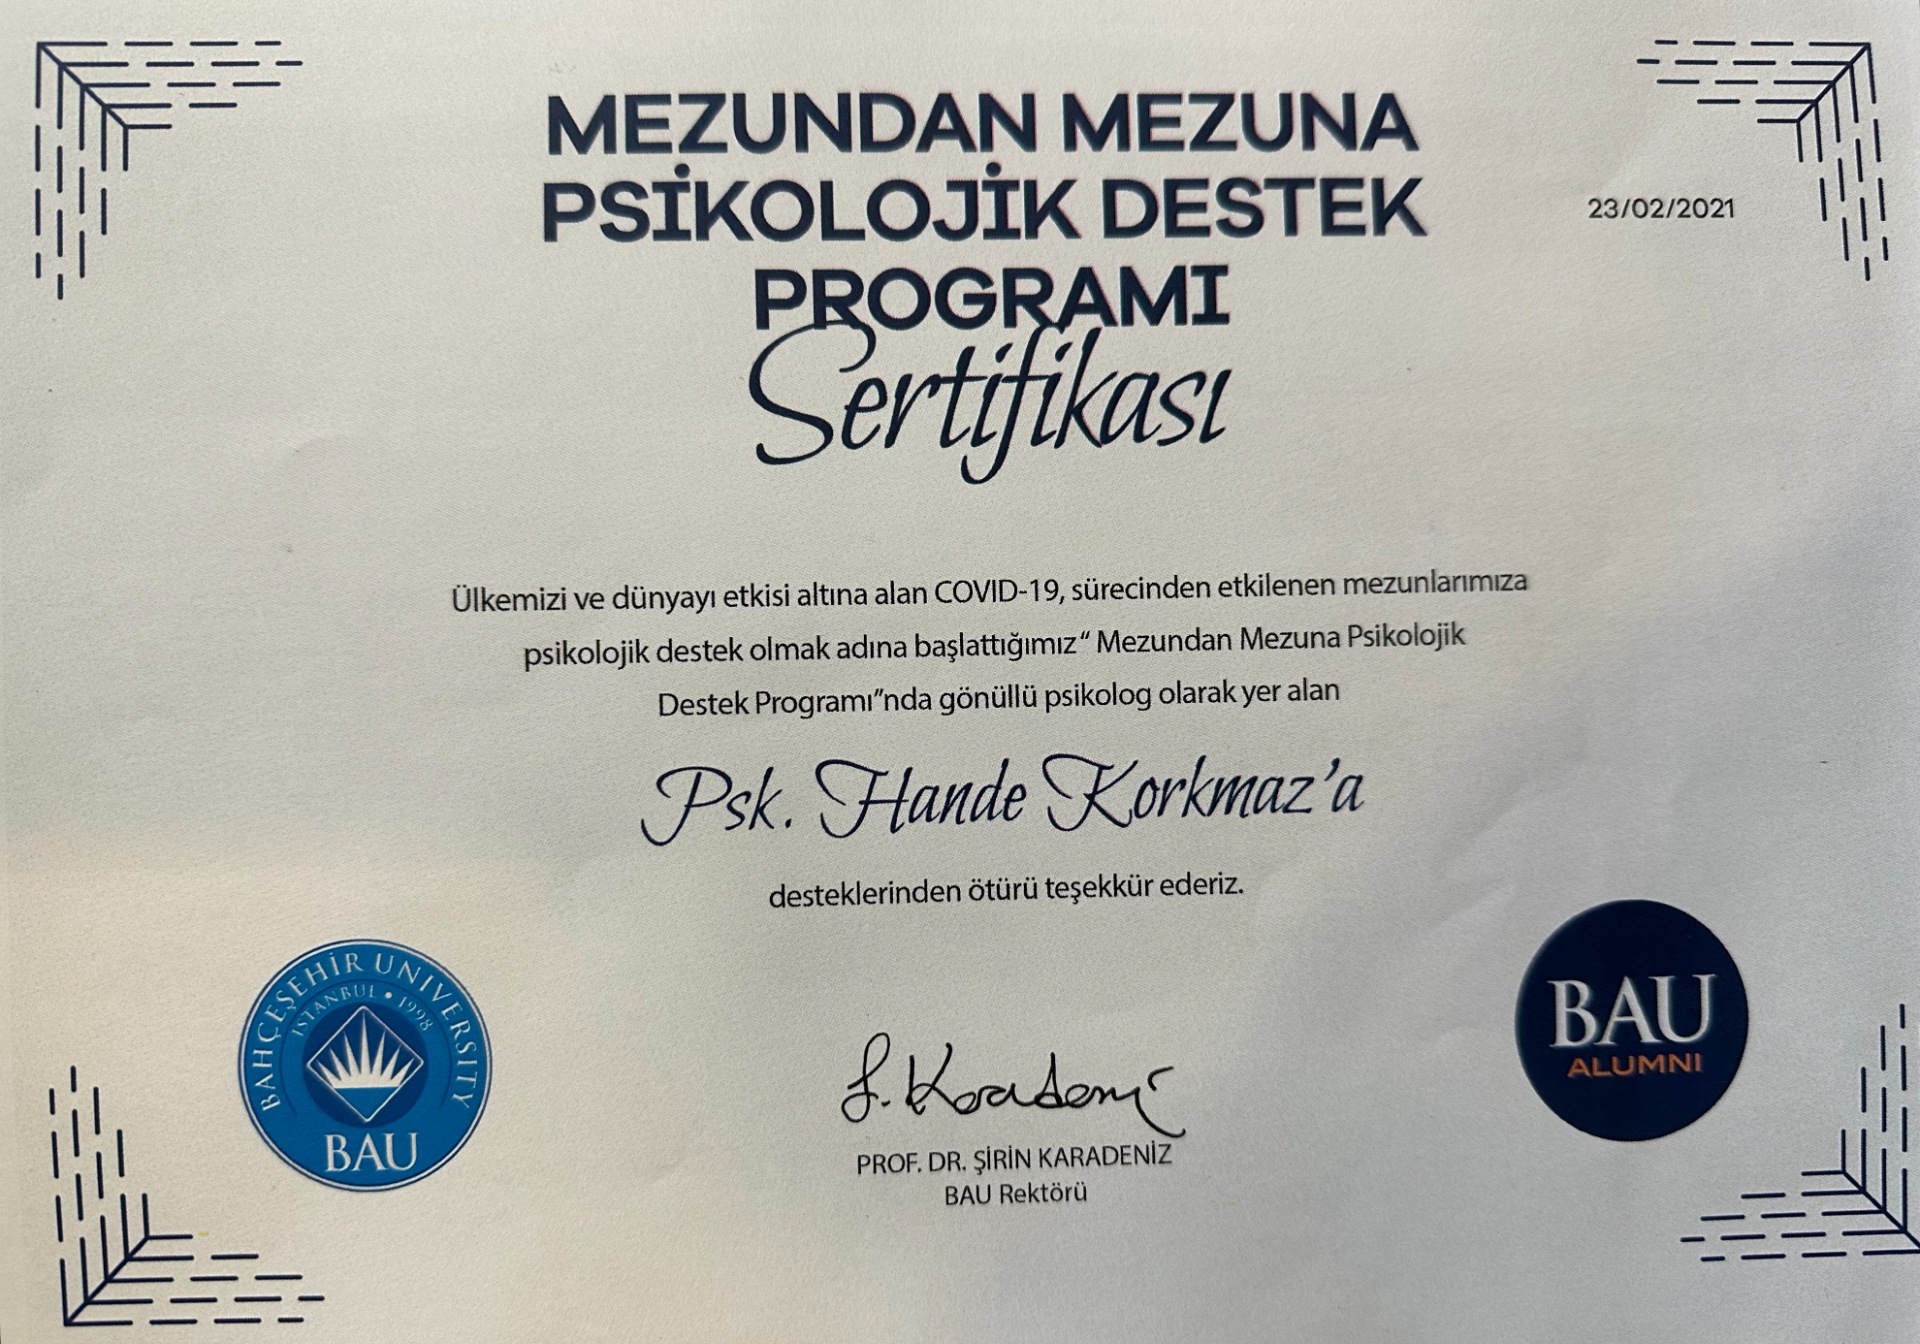 MEZUNDAN MEZUNA
PSİKOLOJİK DESTEK
PROGRAMI
Sertifikası
23/02/2021
Ülkemizi ve dünyayı etkisi altına alan COVID-19, sürecinden etkilenen mezunlarımıza
psikolojik destek olmak adına başlattığımız“ Mezundan Mezuna Psikolojik
Destek Programı”nda gönüllü psikolog olarak yer alan
Psk. Hande Korkmaz’a
desteklerinden ötürü teşekkür ederiz.
BAHÇEŞEHİR UNIVERSITY
ISTANBUL • 1998
BAU
Ş. Karadeniz
PROF. DR. ŞİRİN KARADENİZ
BAU Rektörü
BAU
ALUMNI